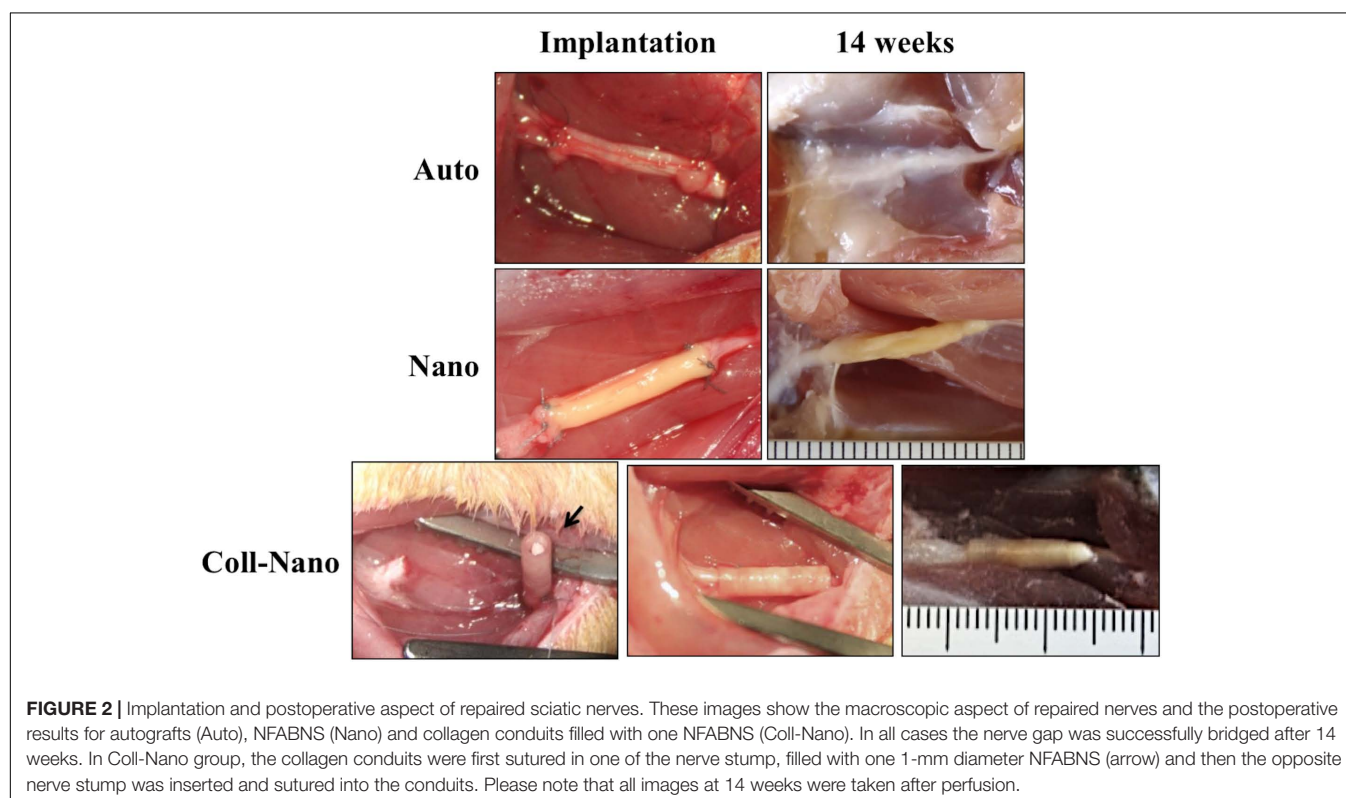 Implantation 14 weeks
Auto
Nano
Coll-Nano
FIGURE 2 | Implantation and postoperative aspect of repaired sciatic nerves. These images show the macroscopic aspect of repaired nerves and the postoperative
results for autografts (Auto), NFABNS (Nano) and collagen conduits filled with one NFABNS (Coll-Nano). In all cases the nerve gap was successfully bridged after 14
weeks. In Coll-Nano group, the collagen conduits were first sutured in one of the nerve stump, filled with one 1-mm diameter NFABNS (arrow) and then the opposite
nerve stump was inserted and sutured into the conduits. Please note that all images at 14 weeks were taken after perfusion.